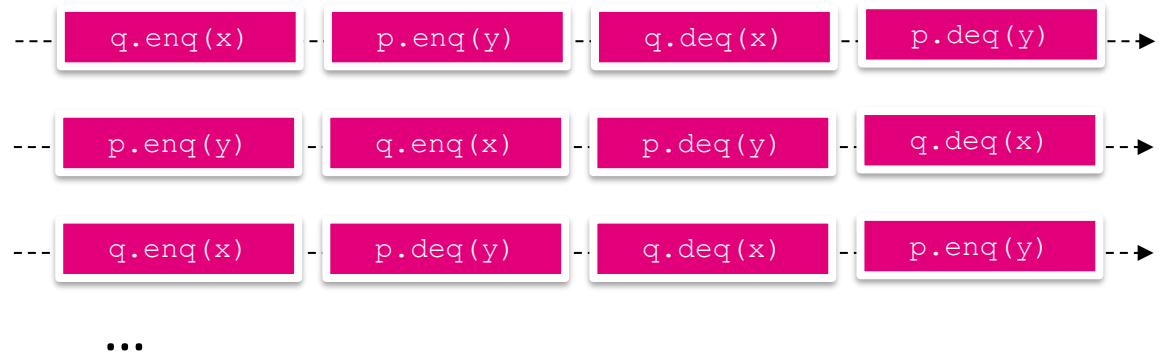 q.enq(x) p.enq(y) q.deq(x) p.deq(y)
p.enq(y) q.enq(x) p.deq(y) q.deq(x)
q.enq(x) p.deq(y) q.deq(x) p.enq(y)
...